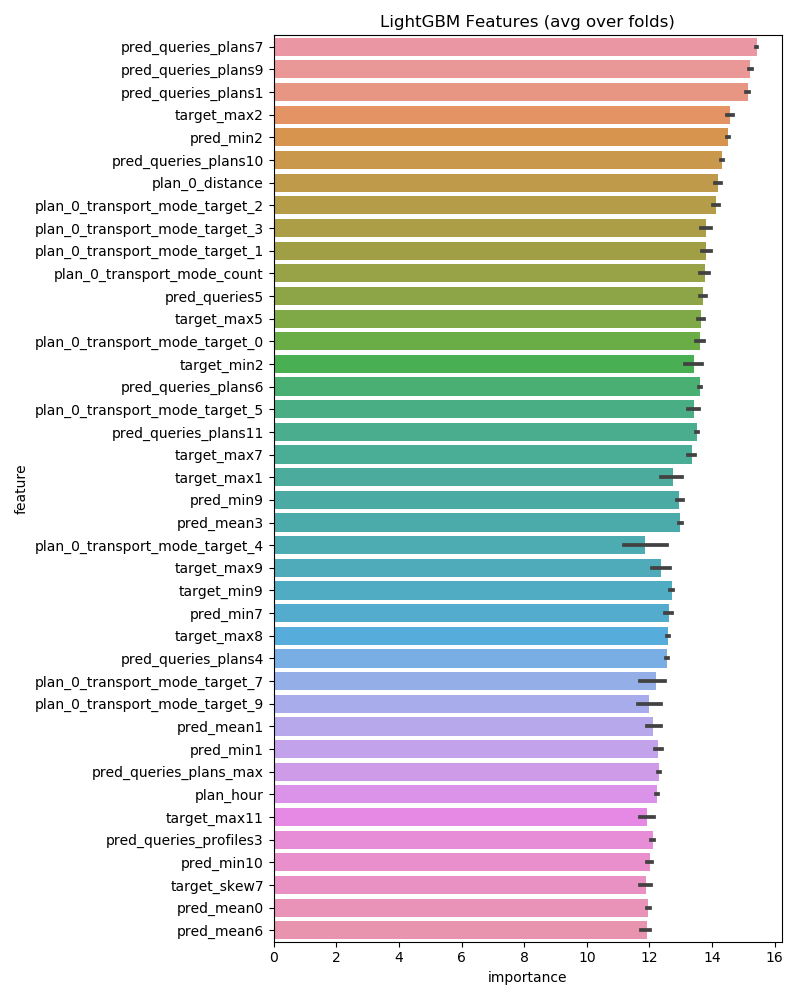 LightGBM Features (avg over folds)
pred_queries_plans7
pred_queries_plans9
pred_queries_plans1
target_max2
pred_min2
pred_queries_plans10
plan_0_distance
plan_0_transport_mode_target_2
plan_0_transport_mode_target_3
plan_0_transport_mode_target_1
plan_0_transport_mode_count
pred_queries5
target_max5
plan_0_transport_mode_target_0
target_min2
pred_queries_plans6
plan_0_transport_mode_target_5
pred_queries_plans11
target_max7
target_max1
pred_min9
pred_mean3
plan_0_transport_mode_target_4
target_max9
target_min9
pred_min7
target_max8
pred_queries_plans4
plan_0_transport_mode_target_7
plan_0_transport_mode_target_9
pred_mean1
pred_min1
pred_queries_plans_max
plan_hour
target_max11
pred_queries_profiles3
pred_min10
target_skew7
pred_mean0
pred_mean6
feature
0 2 4 6 8 10 12 14 16
importance